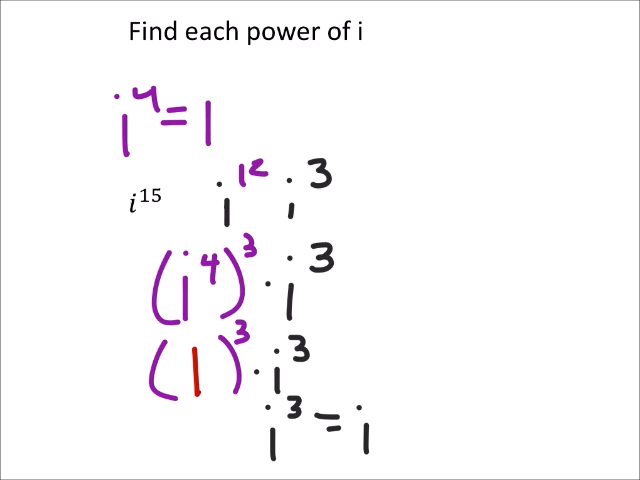 Find each power of i
i⁴ = 1
i¹⁵ i¹² i³
(i⁴)³ · i³
(1)³ · i³
i³ = i